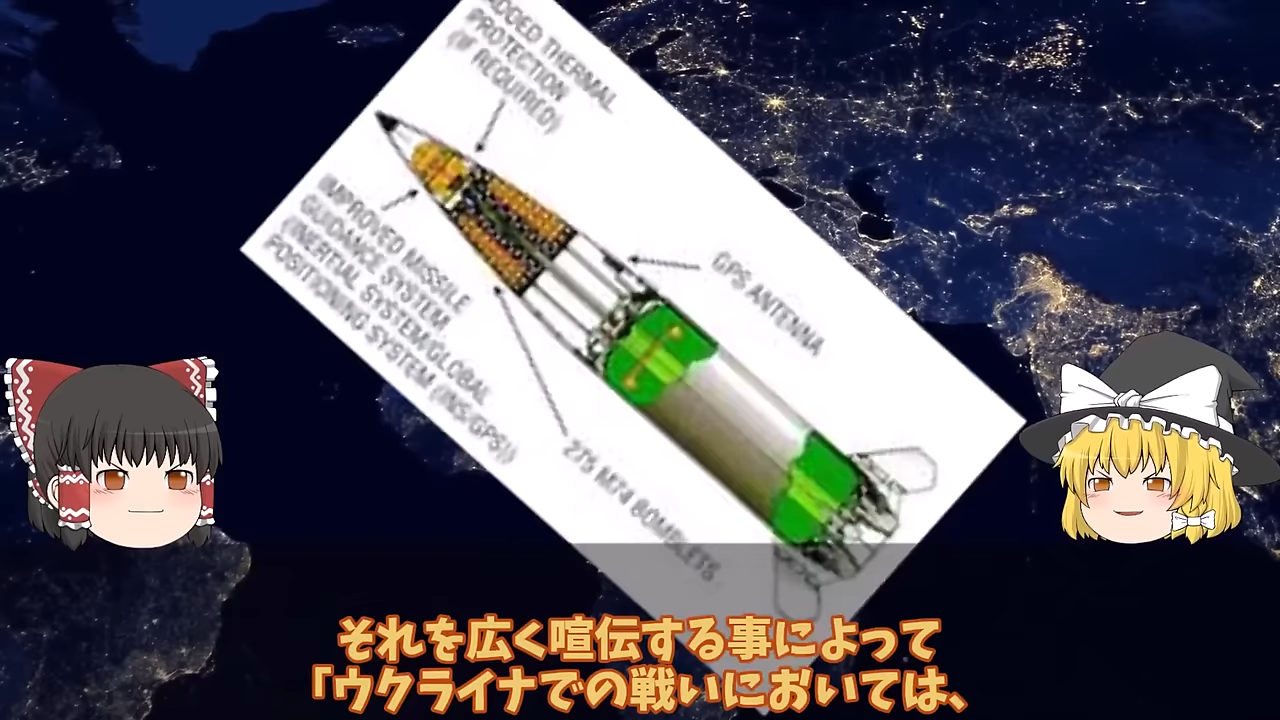 ADDED THERMAL
PROTECTION
(IF REQUIRED)
IMPROVED MISSILE
GUIDANCE SYSTEM
(INERTIAL SYSTEM/GLOBAL
POSITIONING SYSTEM (INS/GPS))
GPS ANTENNA
275 M74 BOMBLETS
それを広く喧伝する事によって
「ウクライナでの戦いにおいては、